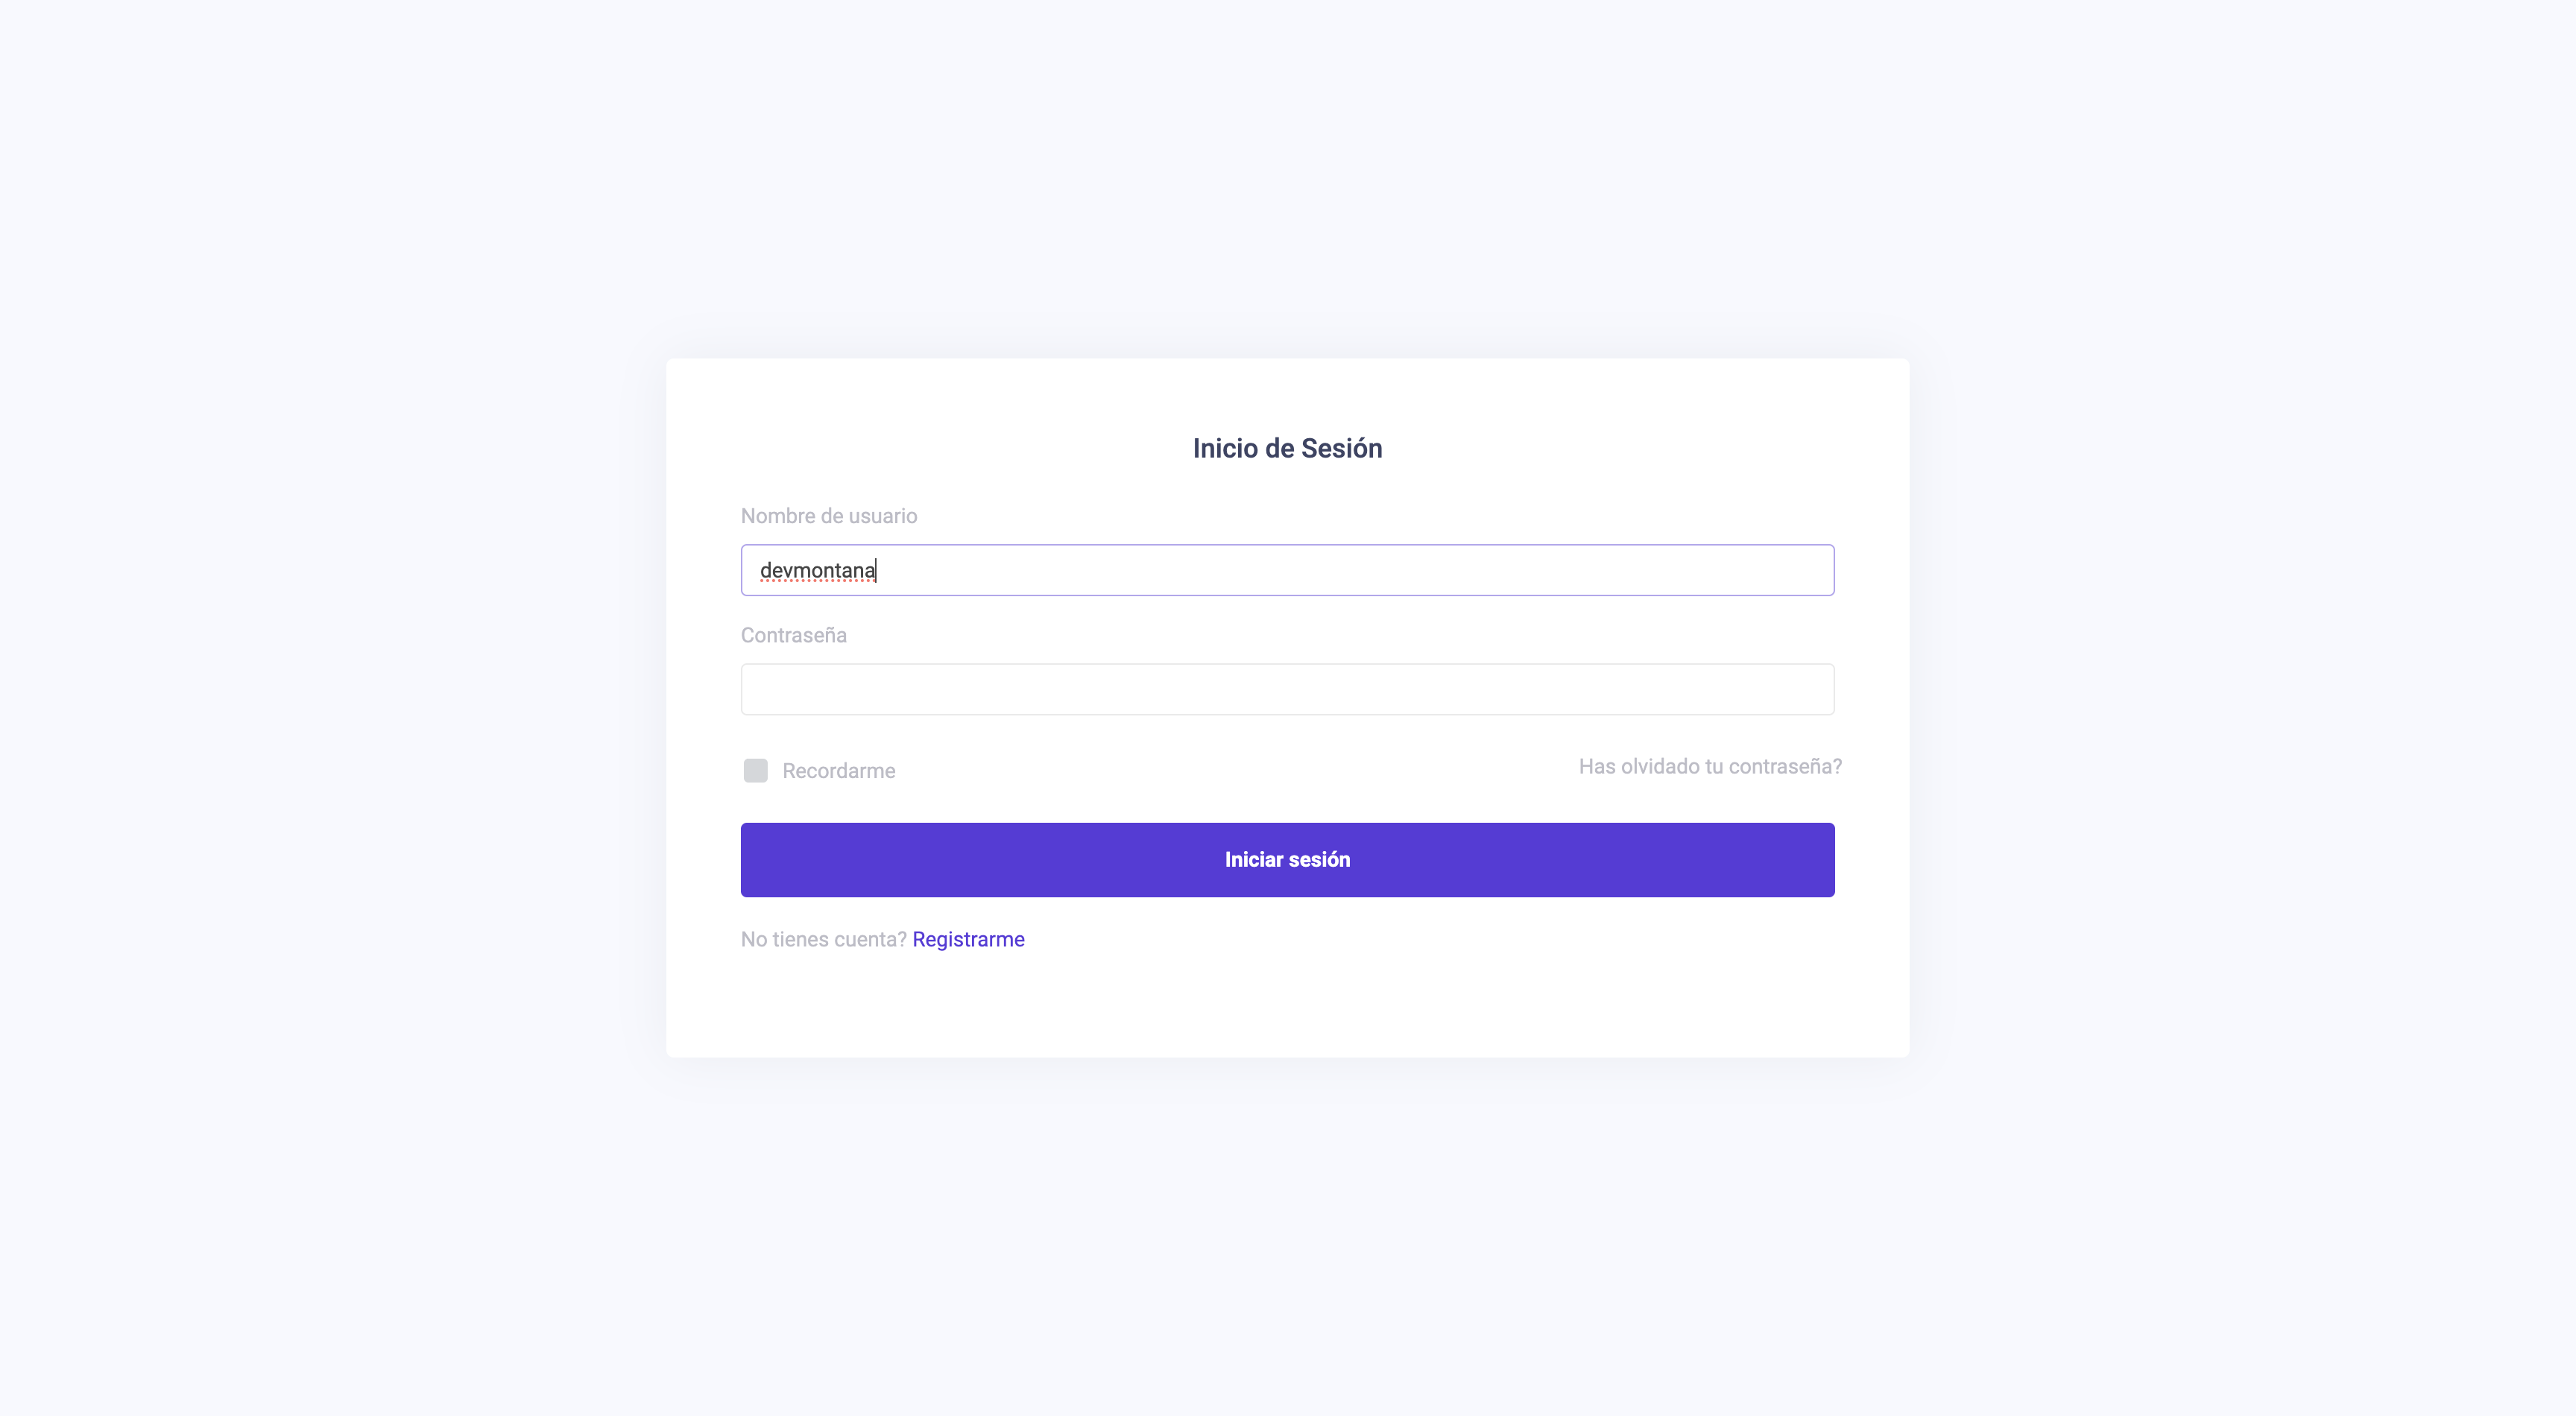 Inicio de Sesión
Nombre de usuario
devmontana
Contraseña
Recordarme
Has olvidado tu contraseña?
Iniciar sesión
No tienes cuenta? Registrarme